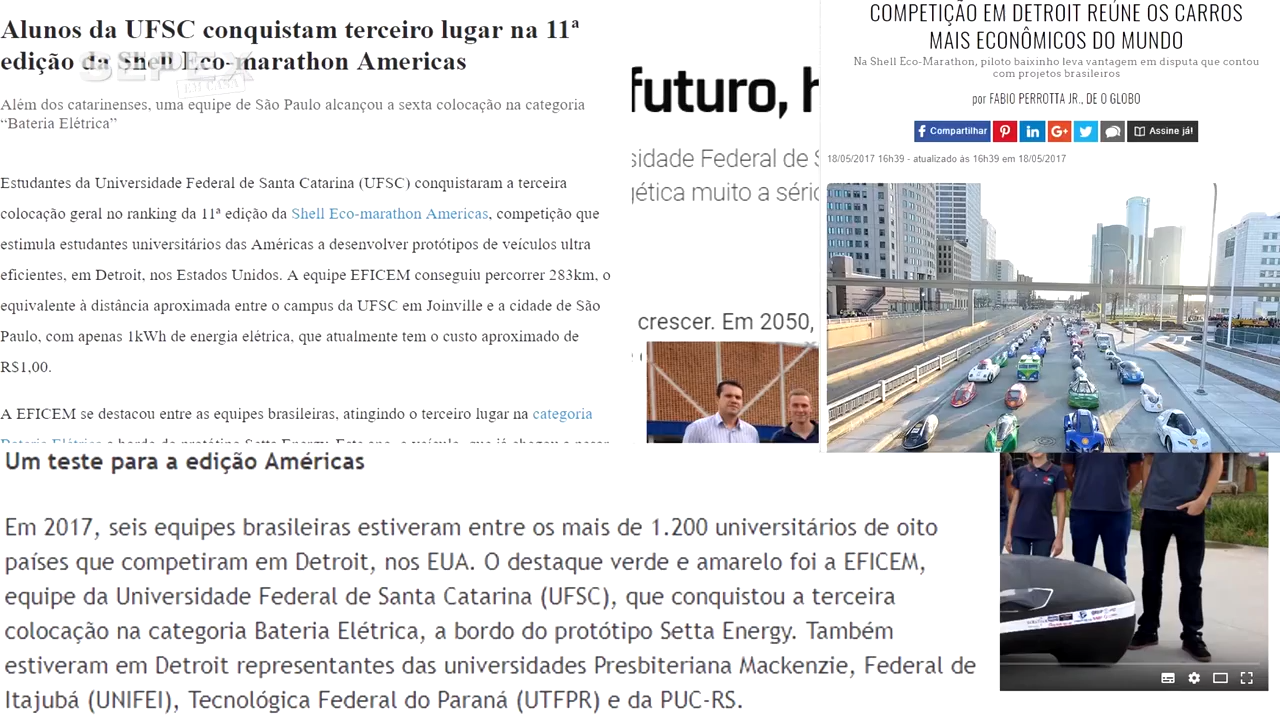 Alunos da UFSC conquistam terceiro lugar na 11ª
edição da Shell Eco-marathon Americas
SEPEX
EM CASA
Além dos catarinenses, uma equipe de São Paulo alcançou a sexta colocação na categoria
“Bateria Elétrica”
Estudantes da Universidade Federal de Santa Catarina (UFSC) conquistaram a terceira
colocação geral no ranking da 11ª edição da Shell Eco-marathon Americas, competição que
estimula estudantes universitários das Américas a desenvolver protótipos de veículos ultra
eficientes, em Detroit, nos Estados Unidos. A equipe EFICEM conseguiu percorrer 283km, o
equivalente à distância aproximada entre o campus da UFSC em Joinville e a cidade de São
Paulo, com apenas 1kWh de energia elétrica, que atualmente tem o custo aproximado de
R$1,00.
A EFICEM se destacou entre as equipes brasileiras, atingindo o terceiro lugar na categoria
futuro, h
sidade Federal de S
gética muito a séric
crescer. Em 2050,
COMPETIÇÃO EM DETROIT REÚNE OS CARROS
MAIS ECONÔMICOS DO MUNDO
Na Shell Eco-Marathon, piloto baixinho leva vantagem em disputa que contou
com projetos brasileiros
por FABIO PERROTTA JR., DE O GLOBO
Compartilhar
Assine já!
18/05/2017 16h39 - atualizado às 16h39 em 18/05/2017
Um teste para a edição Américas
Em 2017, seis equipes brasileiras estiveram entre os mais de 1.200 universitários de oito
países que competiram em Detroit, nos EUA. O destaque verde e amarelo foi a EFICEM,
equipe da Universidade Federal de Santa Catarina (UFSC), que conquistou a terceira
colocação na categoria Bateria Elétrica, a bordo do protótipo Setta Energy. Também
estiveram em Detroit representantes das universidades Presbiteriana Mackenzie, Federal de
Itajubá (UNIFEI), Tecnológica Federal do Paraná (UTFPR) e da PUC-RS.